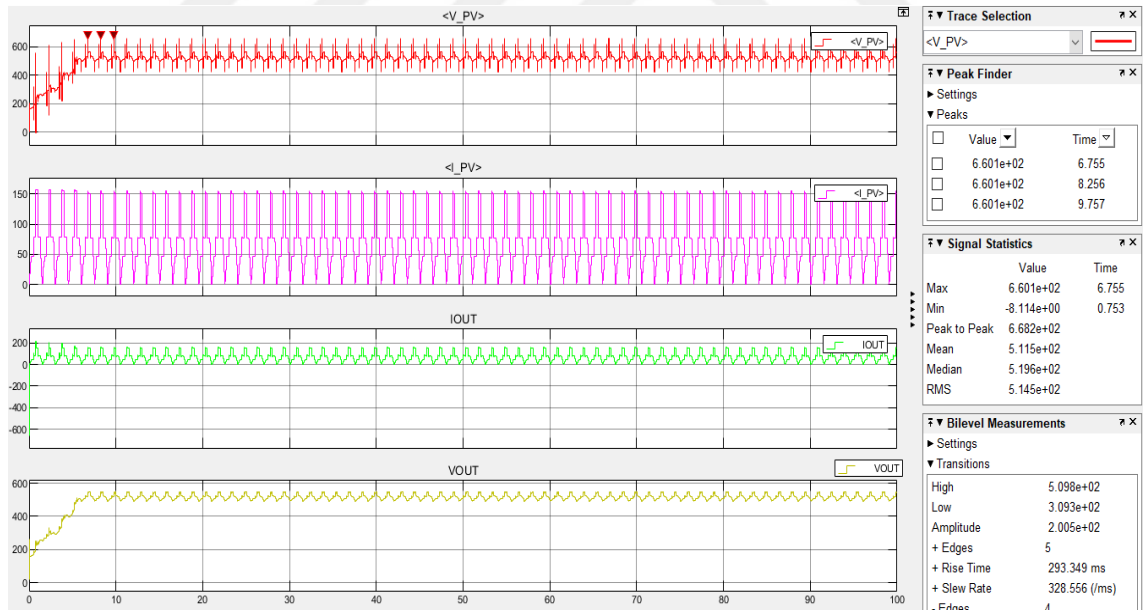 <V_PV>
<V_PV>
600
400
200
0
<I_PV>
<I_PV>
150
100
50
0
IOUT
IOUT
200
0
-200
-400
-600
VOUT
VOUT
600
400
200
0
0 10 20 30 40 50 60 70 80 90 100
Trace Selection
<V_PV>
Peak Finder
Settings
Peaks
Value Time
6.601e+02 6.755
6.601e+02 8.256
6.601e+02 9.757
Signal Statistics
Value Time
Max 6.601e+02 6.755
Min -8.114e+00 0.753
Peak to Peak 6.682e+02
Mean 5.115e+02
Median 5.196e+02
RMS 5.145e+02
Bilevel Measurements
Settings
Transitions
High 5.098e+02
Low 3.093e+02
Amplitude 2.005e+02
+ Edges 5
+ Rise Time 293.349 ms
+ Slew Rate 328.556 (/ms)
- Edges 4